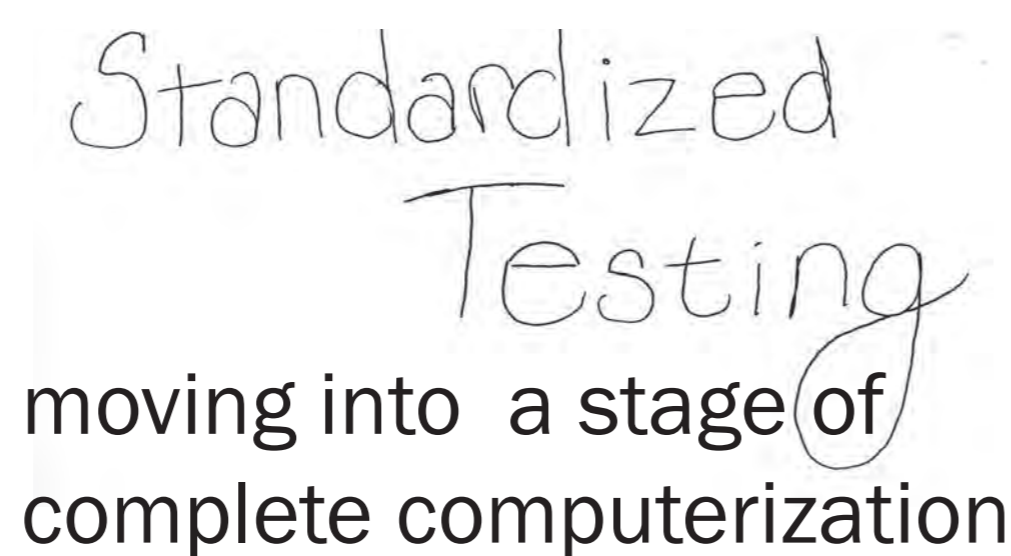 Standardized
Testing
moving into a stage of
complete computerization